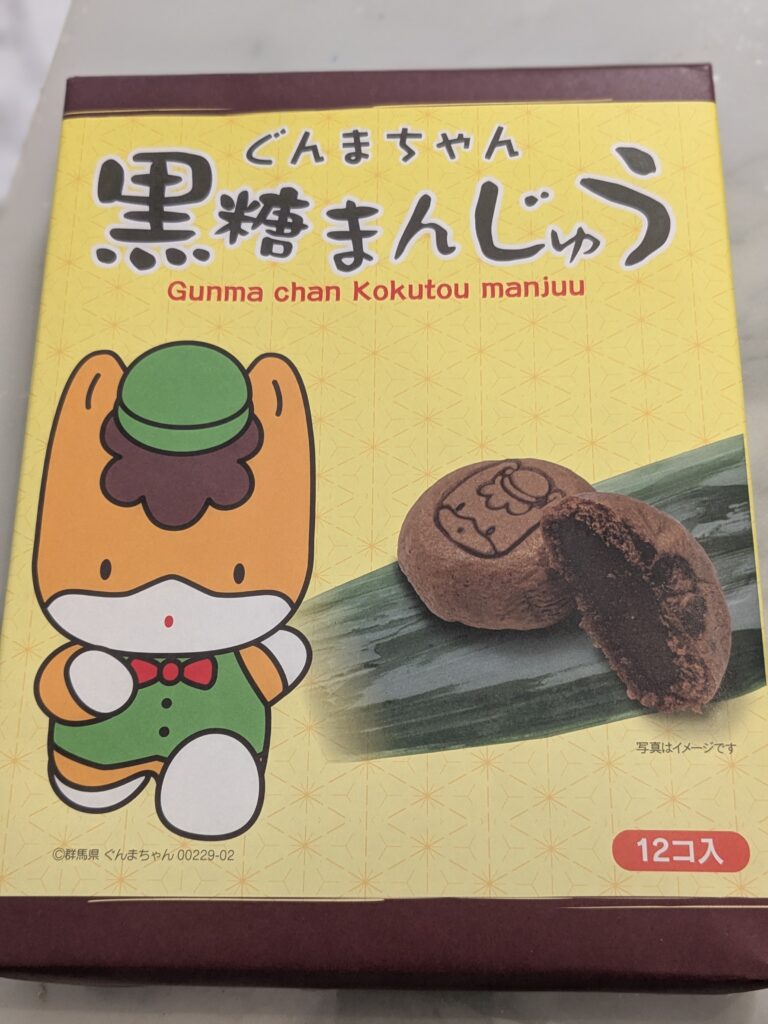 ぐんまちゃん
黒糖まんじゅう
Gunma chan Kokutou manjuu
写真はイメージです
©群馬県 ぐんまちゃん 00229-02
12コ入